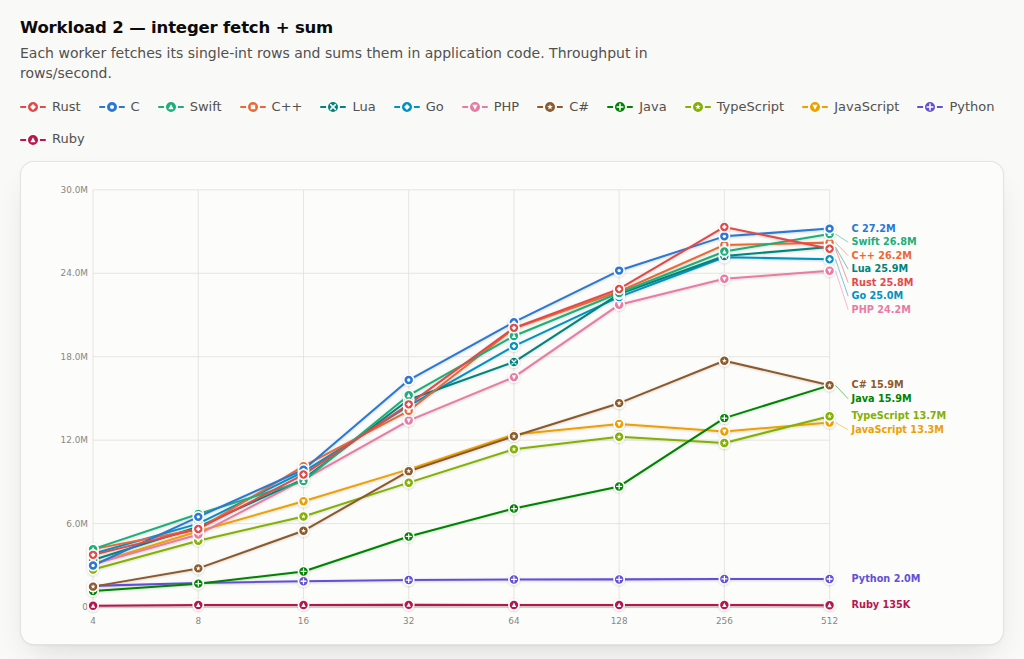 Workload 2 — integer fetch + sum
Each worker fetches its single-int rows and sums them in application code. Throughput in
rows/second.
Rust C Swift C++ Lua Go PHP C# Java TypeScript JavaScript Python
Ruby
30.0M
24.0M
18.0M
12.0M
6.0M
0
4 8 16 32 64 128 256 512
C 27.2M
Swift 26.8M
C++ 26.2M
Lua 25.9M
Rust 25.8M
Go 25.0M
PHP 24.2M
C# 15.9M
Java 15.9M
TypeScript 13.7M
JavaScript 13.3M
Python 2.0M
Ruby 135K